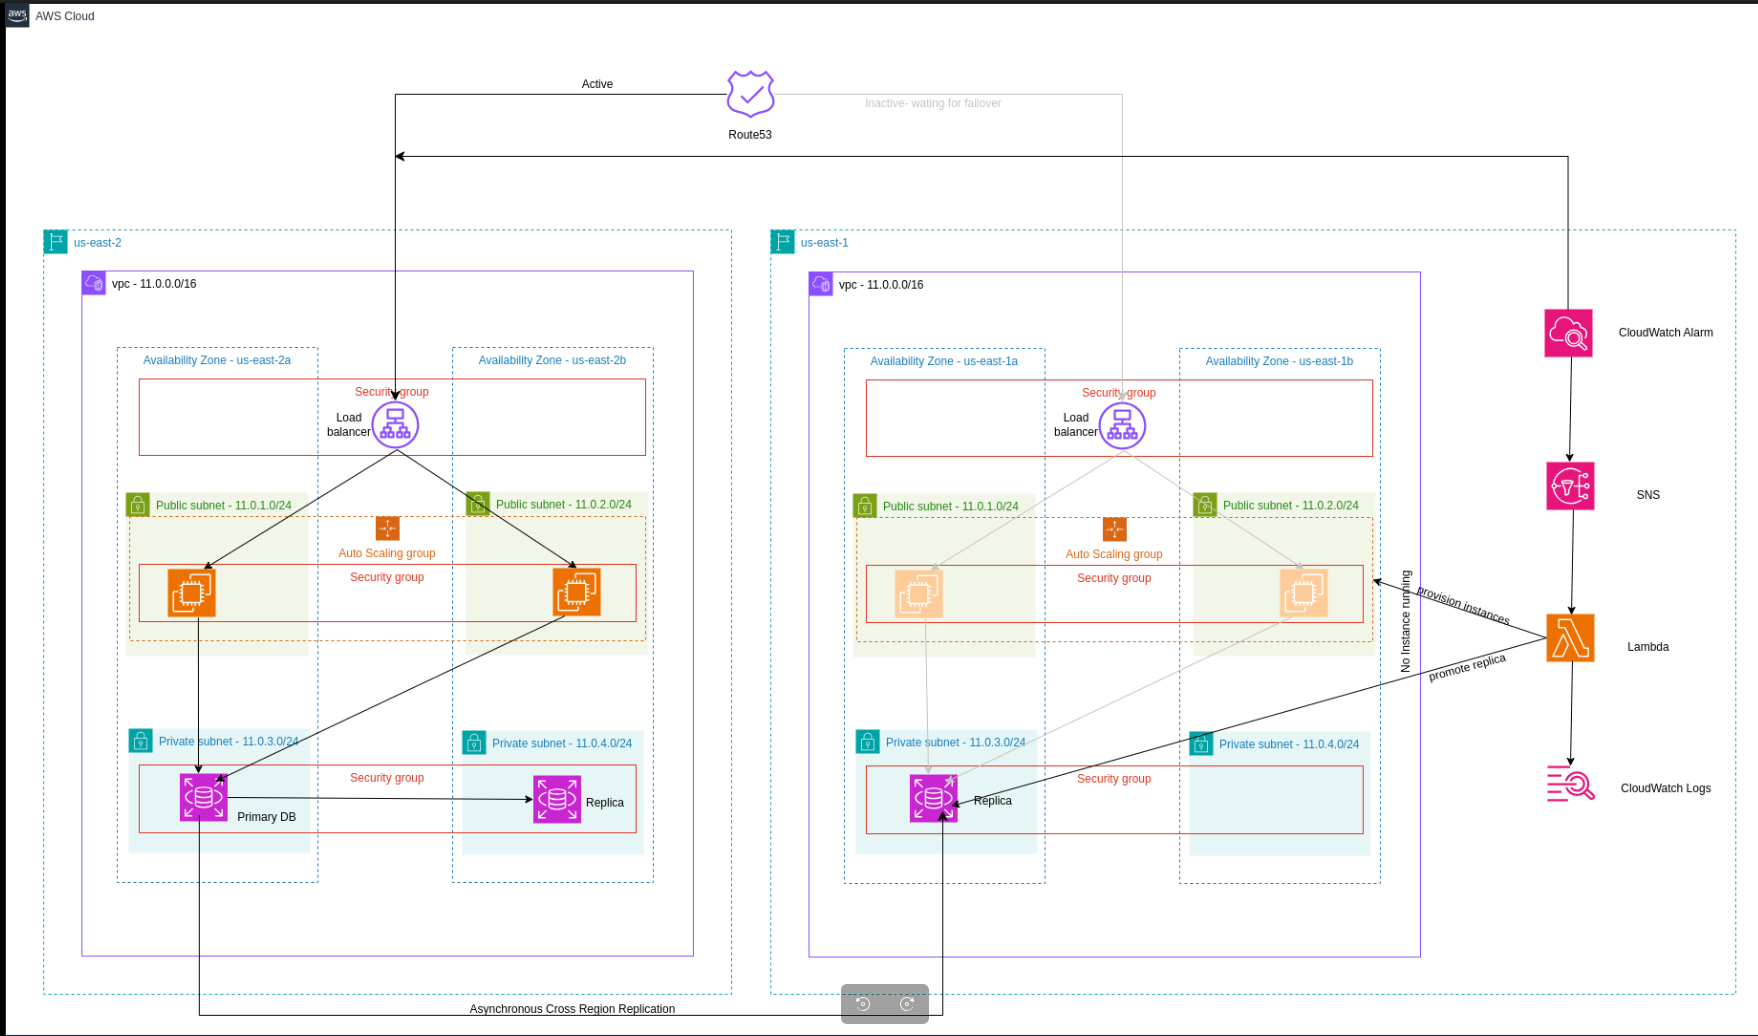 aws
AWS Cloud
Active
Inactive- wating for failover
Route53
us-east-2
vpc - 11.0.0.0/16
Availability Zone - us-east-2a
Availability Zone - us-east-2b
Security group
Load
balancer
Public subnet - 11.0.1.0/24
Public subnet - 11.0.2.0/24
Auto Scaling group
Security group
Private subnet - 11.0.3.0/24
Private subnet - 11.0.4.0/24
Security group
Primary DB
Replica
us-east-1
vpc - 11.0.0.0/16
Availability Zone - us-east-1a
Availability Zone - us-east-1b
Security group
Load
balancer
Public subnet - 11.0.1.0/24
Public subnet - 11.0.2.0/24
Auto Scaling group
Security group
No Instance running
provision instances
promote replica
Private subnet - 11.0.3.0/24
Private subnet - 11.0.4.0/24
Security group
Replica
CloudWatch Alarm
SNS
Lambda
CloudWatch Logs
Asynchronous Cross Region Replication